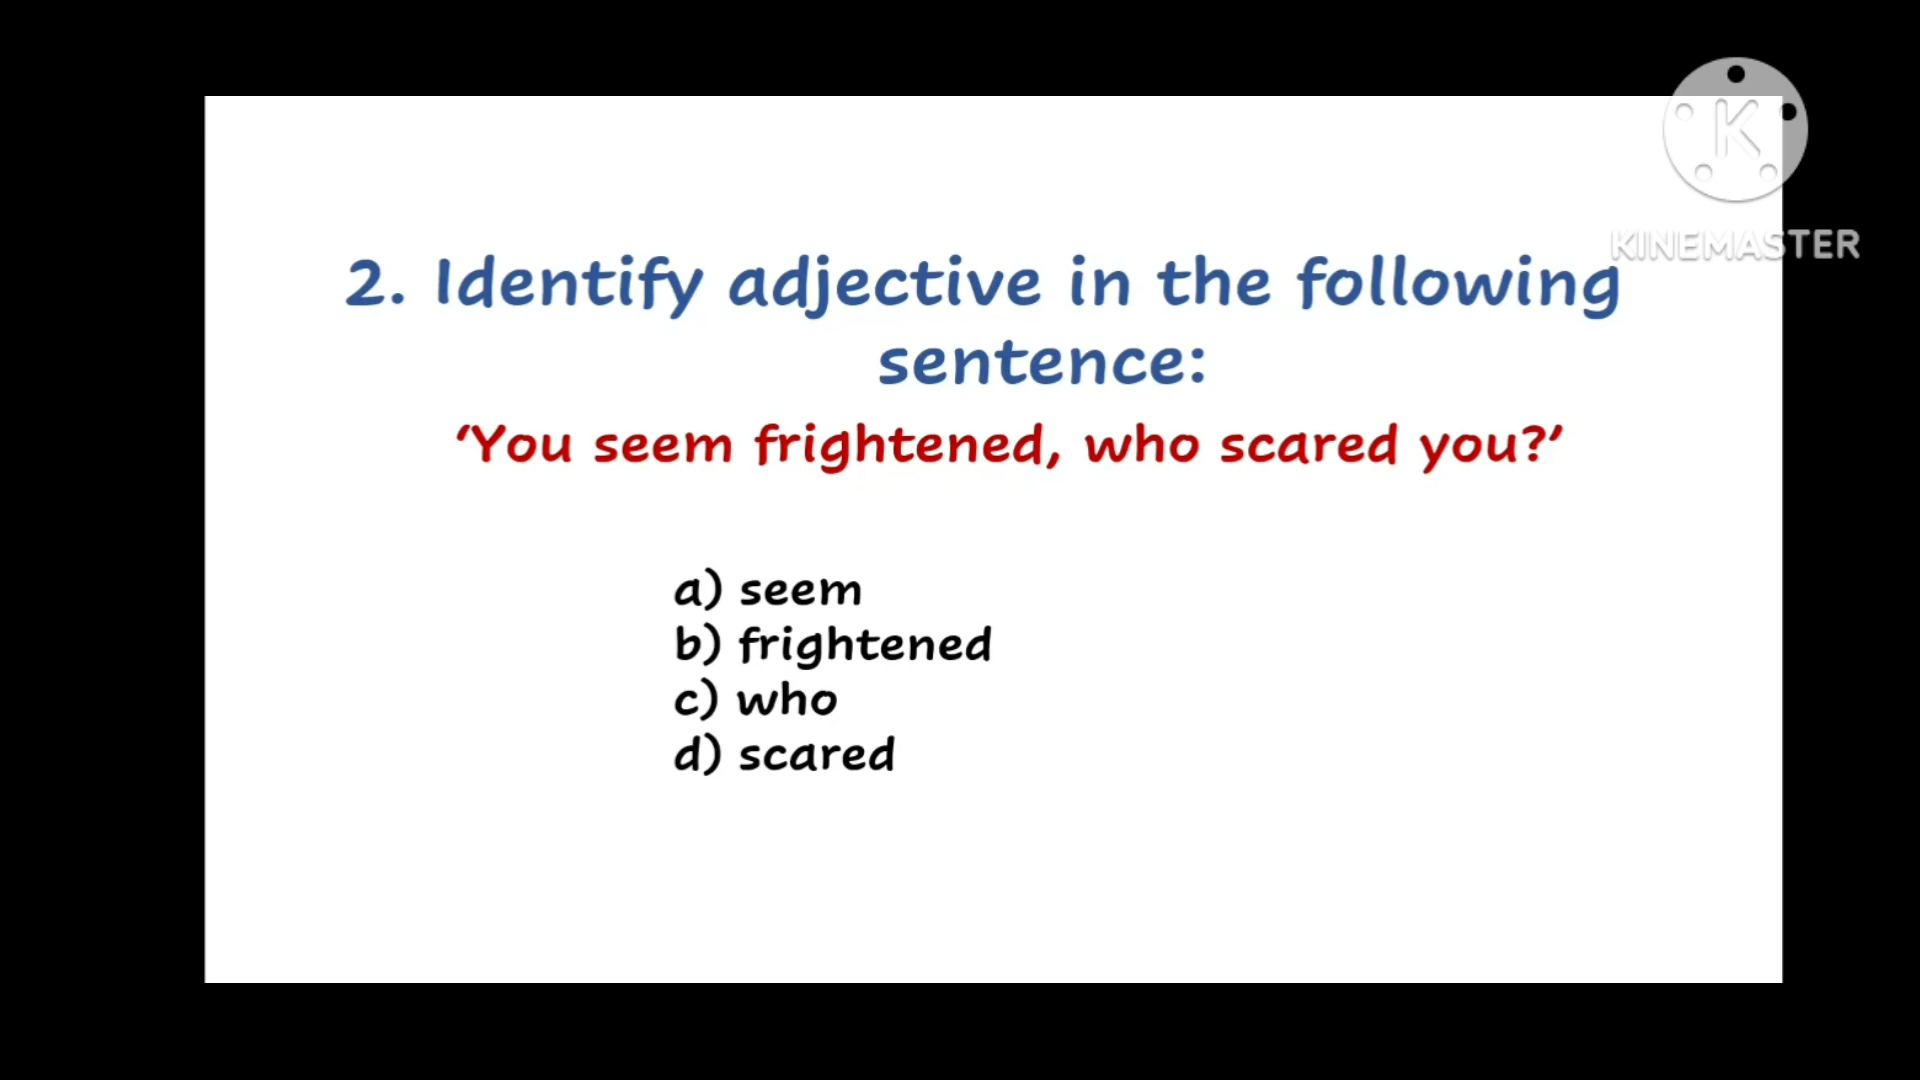 K
KINEMASTER
2. Identify adjective in the following
sentence:
‘You seem frightened, who scared you?’
a) seem
b) frightened
c) who
d) scared